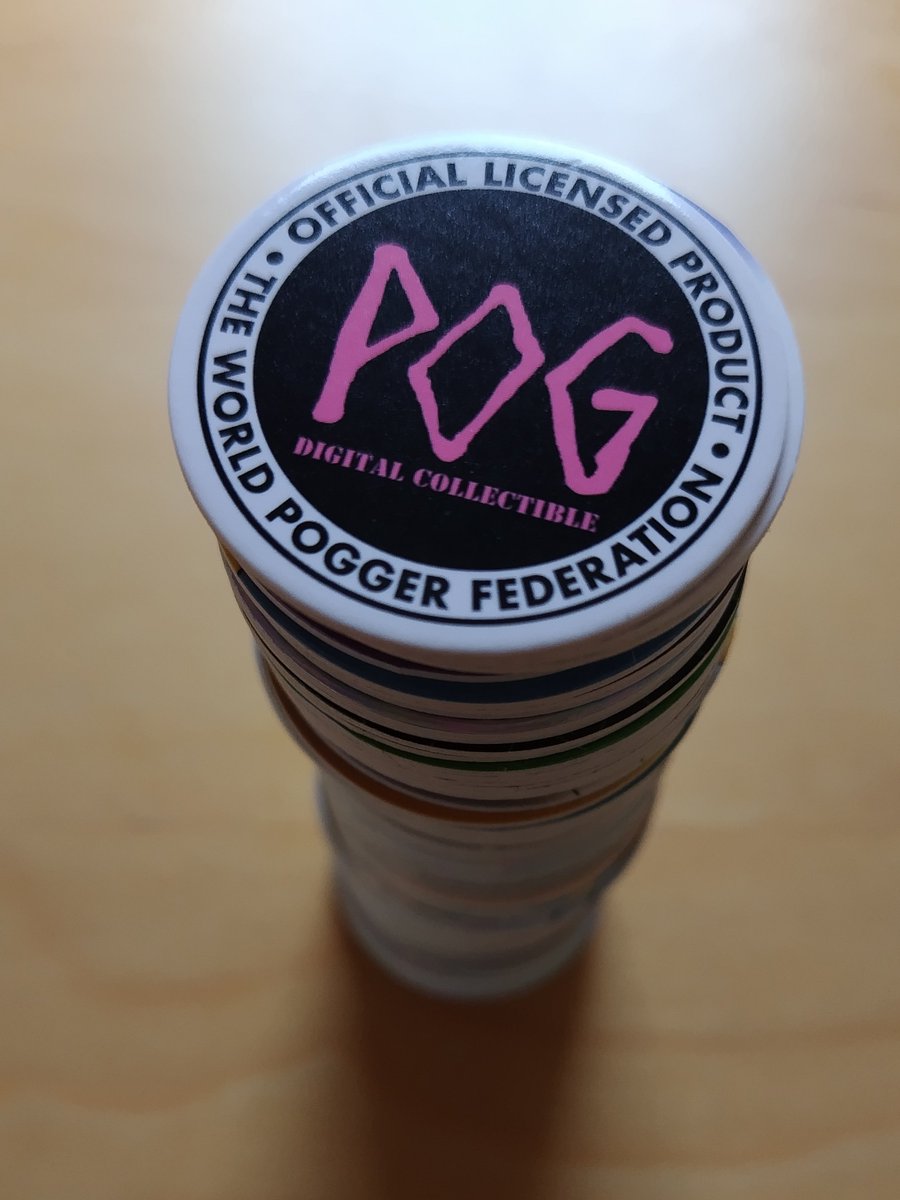 • OFFICIAL LICENSED PRODUCT •
THE WORLD POGGER FEDERATION
POG
DIGITAL COLLECTIBLE